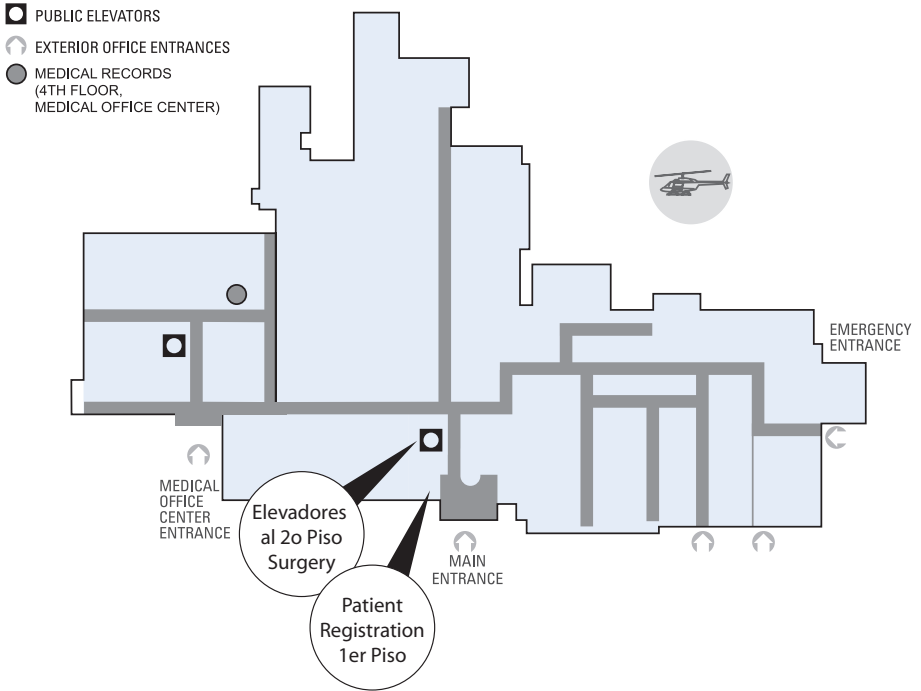 PUBLIC ELEVATORS
EXTERIOR OFFICE ENTRANCES
MEDICAL RECORDS
(4TH FLOOR,
MEDICAL OFFICE CENTER)
EMERGENCY
ENTRANCE
MEDICAL
OFFICE
CENTER
ENTRANCE
Elevadores
al 2o Piso
Surgery
MAIN
ENTRANCE
Patient
Registration
1er Piso